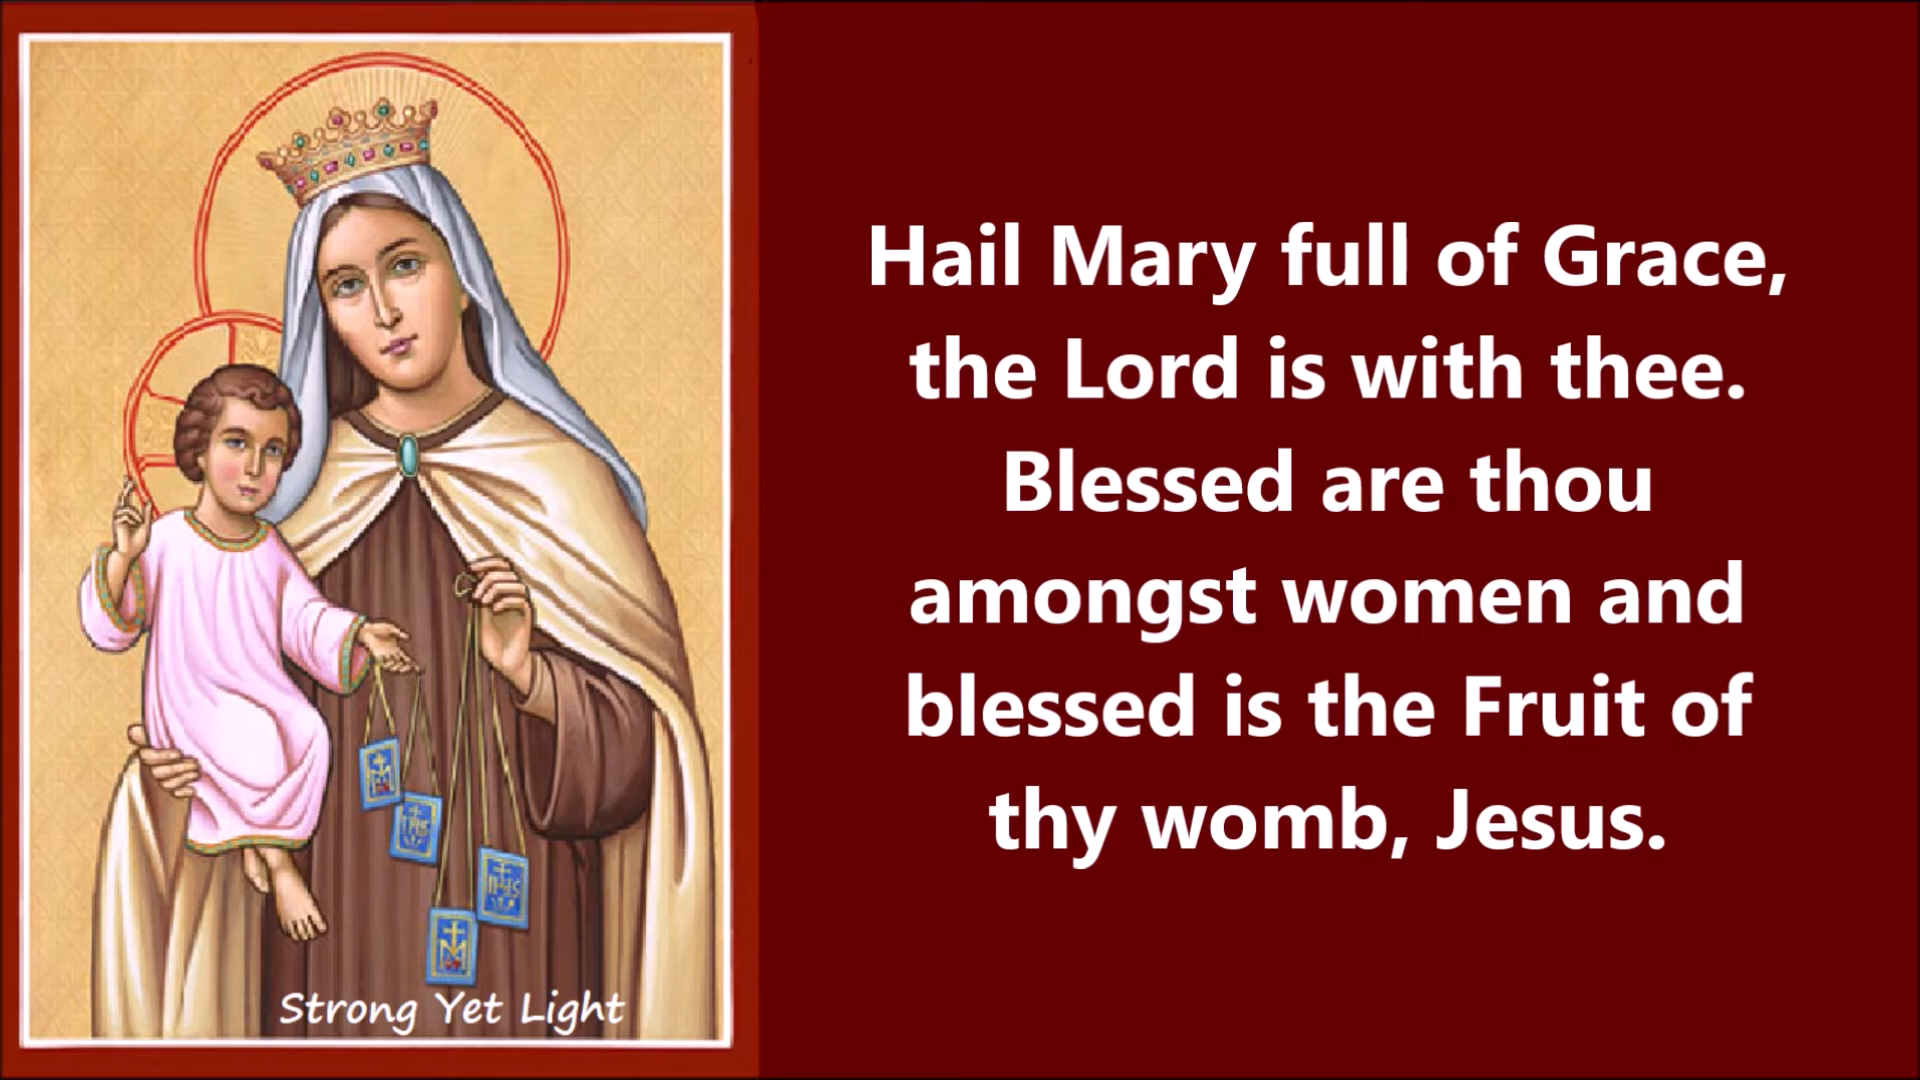 Hail Mary full of Grace,
the Lord is with thee.
Blessed are thou
amongst women and
blessed is the Fruit of
thy womb, Jesus.
Strong Yet Light